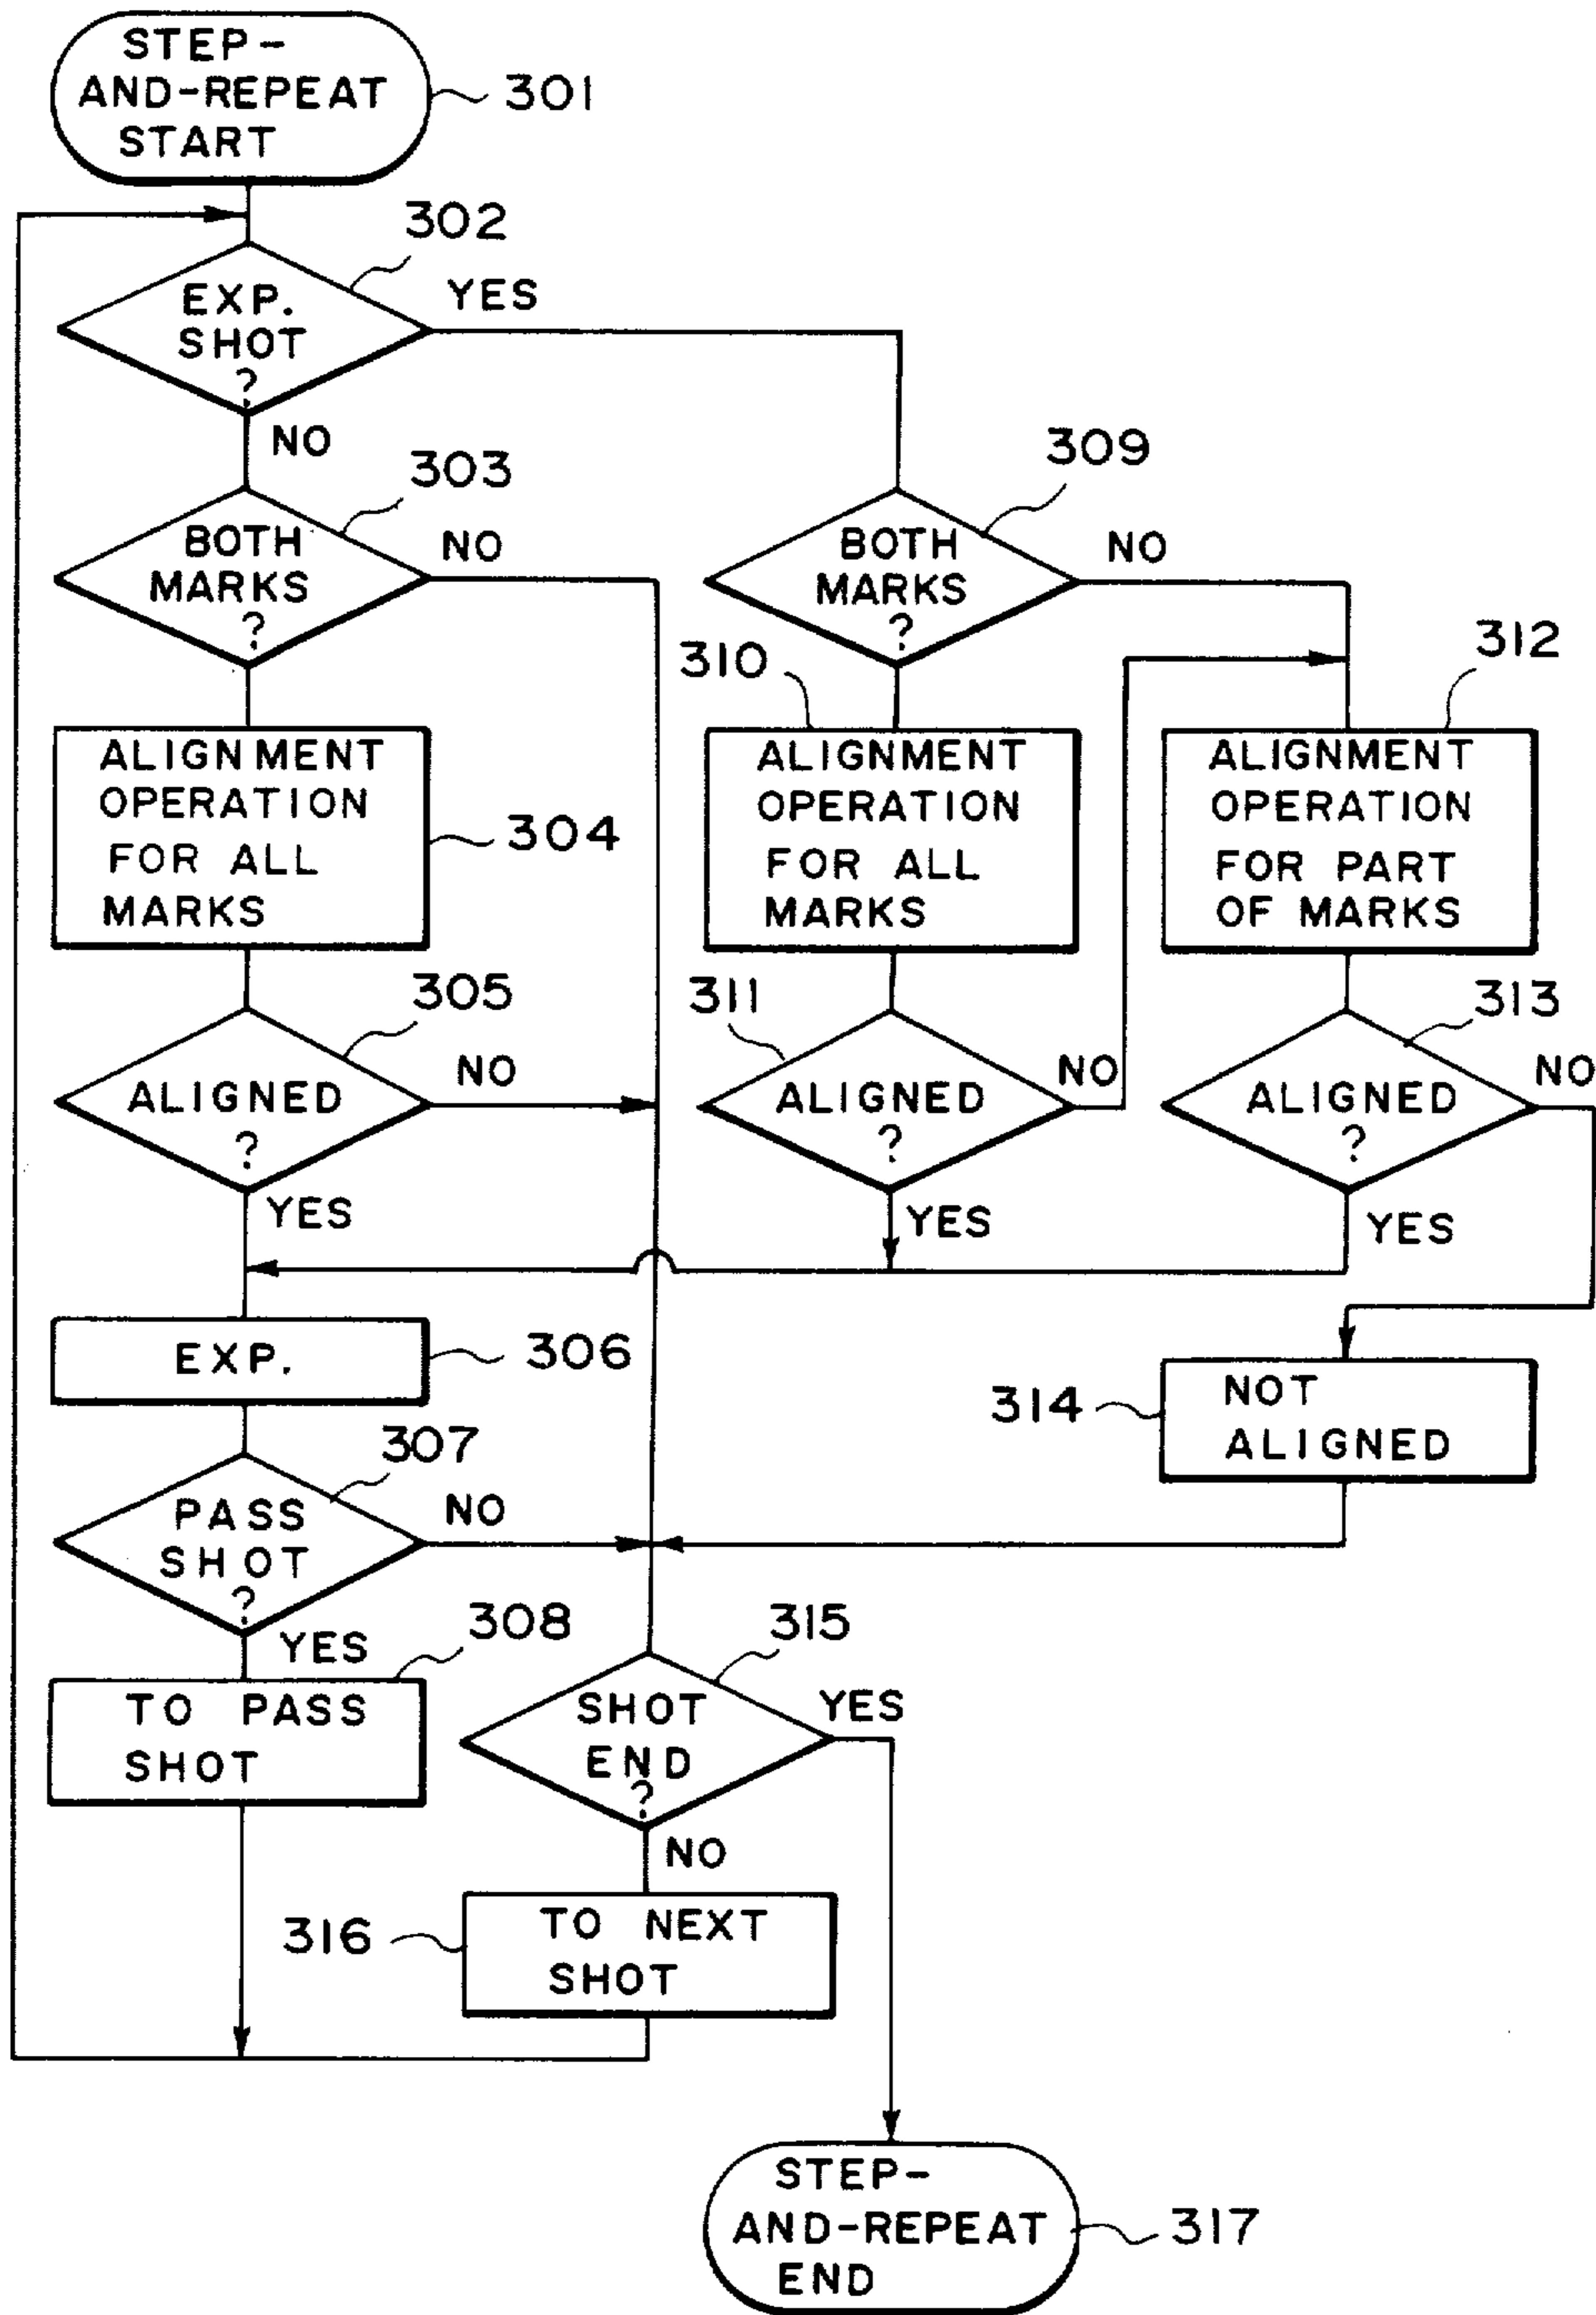 STEP-
AND-REPEAT
START
301
302
EXP.
SHOT
?
YES
NO
303
BOTH
MARKS
?
NO
309
BOTH
MARKS
?
NO
310
312
ALIGNMENT
OPERATION
FOR ALL
MARKS
304
ALIGNMENT
OPERATION
FOR ALL
MARKS
ALIGNMENT
OPERATION
FOR PART
OF MARKS
305
ALIGNED
?
NO
YES
311
ALIGNED
?
NO
YES
313
ALIGNED
?
NO
YES
EXP.
306
314
NOT
ALIGNED
307
PASS
SHOT
?
NO
YES
308
TO PASS
SHOT
315
SHOT
END
?
YES
NO
316
TO NEXT
SHOT
STEP-
AND-REPEAT
END
317